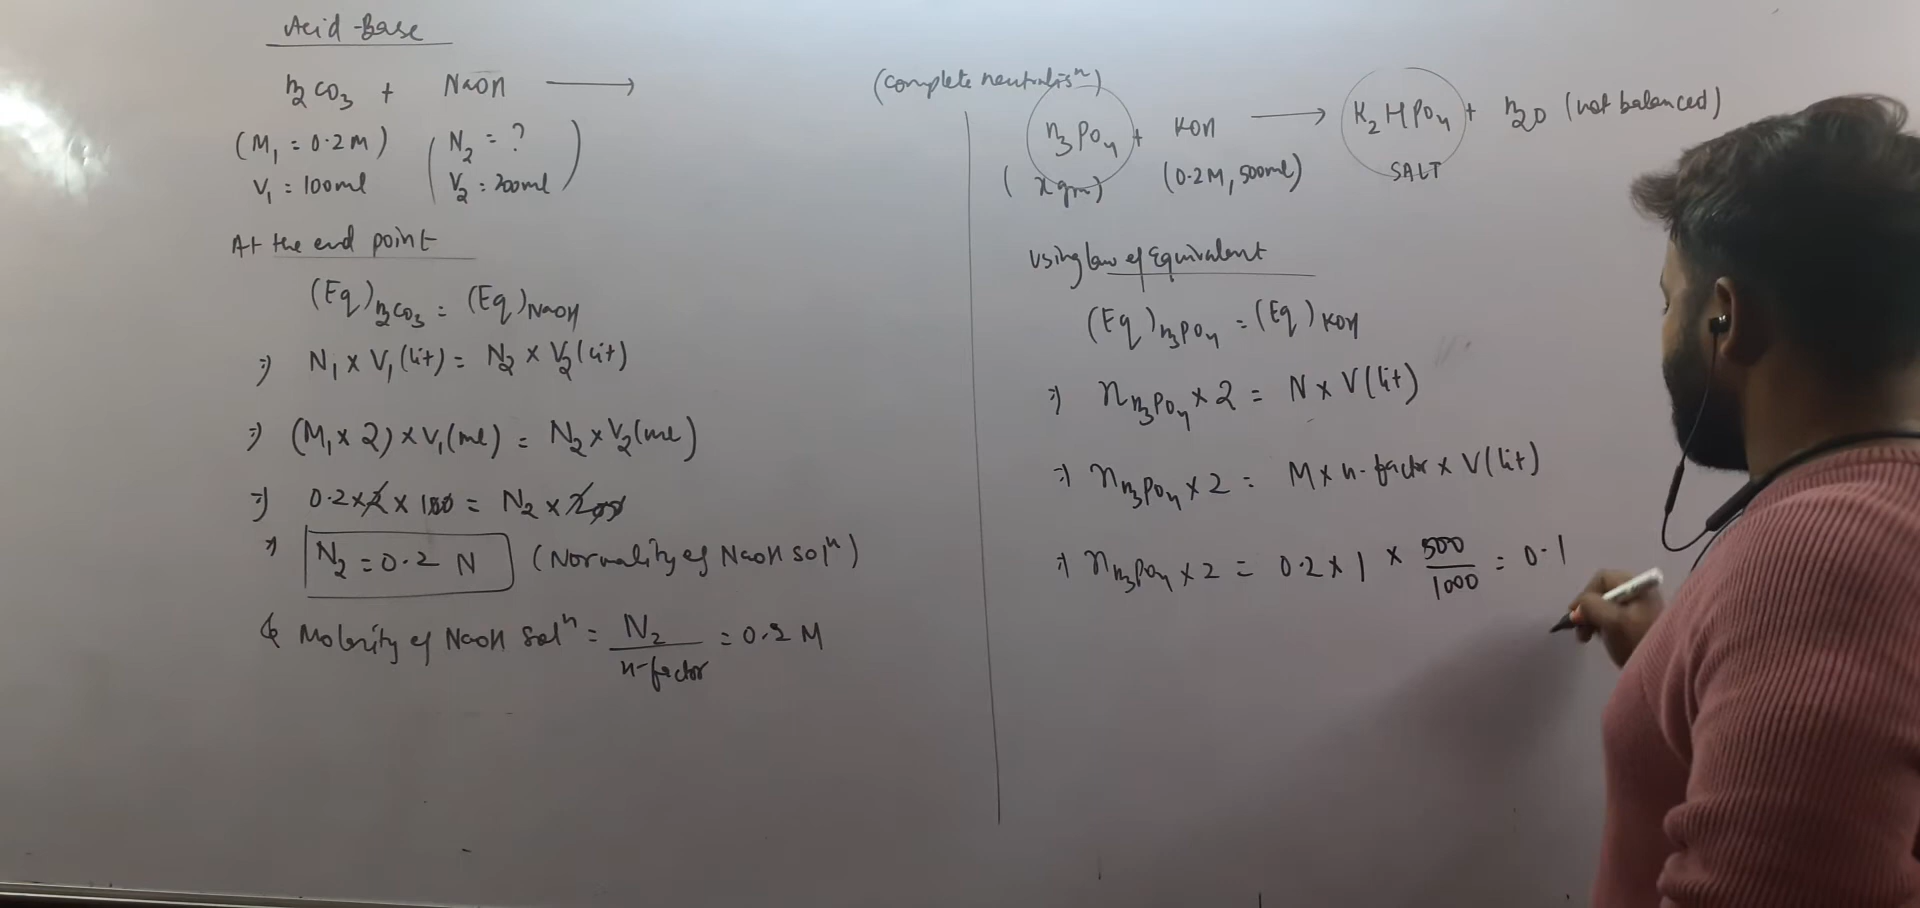 Acid-Base
H2CO3 + NaOH ⟶
(M1 = 0.2M) (N2 = ?
V1 = 100ml V2 = 200ml)
At the end point
(Eq)H2CO3 = (Eq)NaOH
⇒ N1 × V1(lit) = N2 × V2(lit)
⇒ (M1 × 2) × V1(ml) = N2 × V2(ml)
⇒ 0.2 × 2 × 100 = N2 × 200
⇒ N2 = 0.2 N (Normality of NaOH solⁿ)
& Molarity of NaOH solⁿ = N2/n-factor = 0.2 M
(complete neutralisⁿ)
H3PO4 + KOH ⟶ K2HPO4 + H2O (not balanced)
(x gm) (0.2M, 500ml) SALT
Using law of Equivalent
(Eq)H3PO4 = (Eq)KOH
⇒ nH3PO4 × 2 = N × V(lit)
⇒ nH3PO4 × 2 = M × n-factor × V(lit)
⇒ nH3PO4 × 2 = 0.2 × 1 × 500/1000 = 0.1